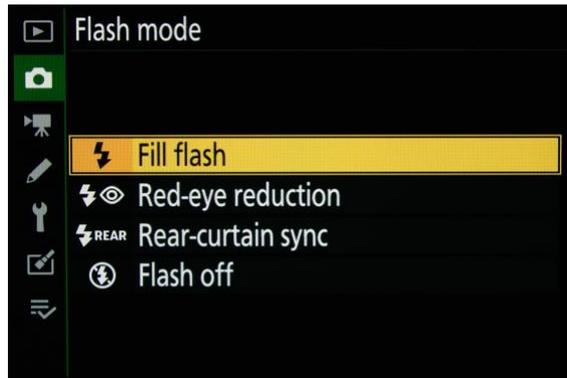 Flash mode
Fill flash
Red-eye reduction
REAR Rear-curtain sync
Flash off